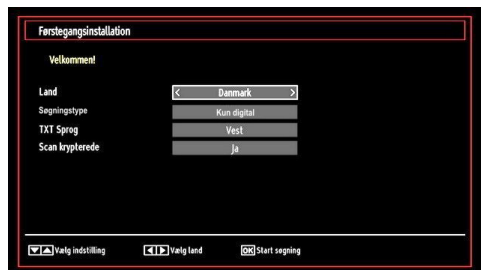 Førstegangsinstallation
Velkommen!
Land < Danmark >
Søgningstype Kun digital
TXT Sprog Vest
Scan krypterede Ja
Vælg indstilling Vælg land OK Start søgning